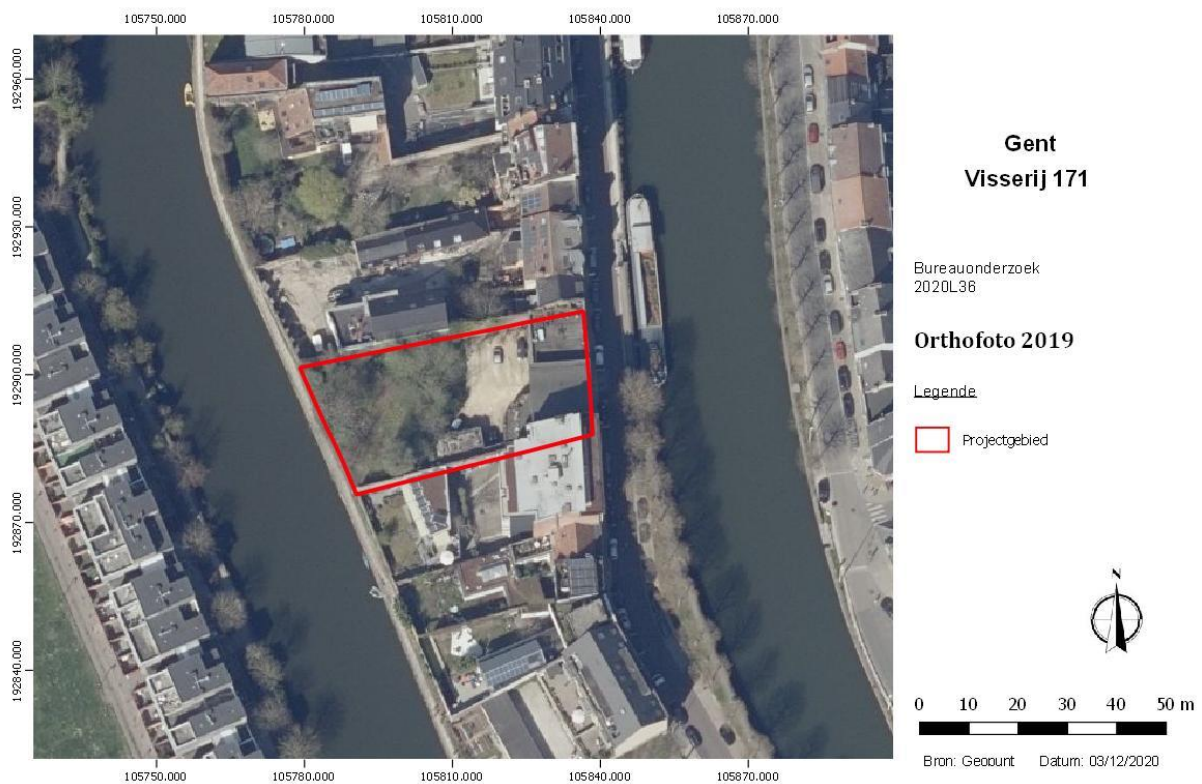 105750.000 105780.000 105810.000 105840.000 105870.000
192960.000
192930.000
192900.000
192870.000
192840.000
Gent
Visserij 171
Bureauonderzoek
2020L36
Orthofoto 2019
Legende
Projectgebied
N
0 10 20 30 40 50 m
Bron: Geopunt Datum: 03/12/2020
105750.000 105780.000 105810.000 105840.000 105870.000